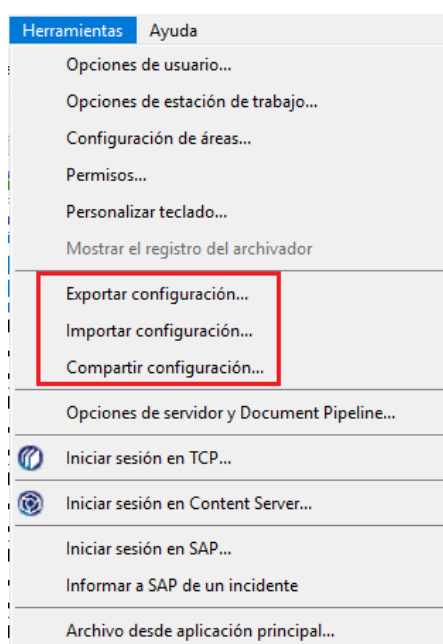 Herramientas Ayuda
Opciones de usuario...
Opciones de estación de trabajo...
Configuración de áreas...
Permisos...
Personalizar teclado...
Mostrar el registro del archivador
Exportar configuración...
Importar configuración...
Compartir configuración...
Opciones de servidor y Document Pipeline...
Iniciar sesión en TCP...
Iniciar sesión en Content Server...
Iniciar sesión en SAP...
Informar a SAP de un incidente
Archivo desde aplicación principal...